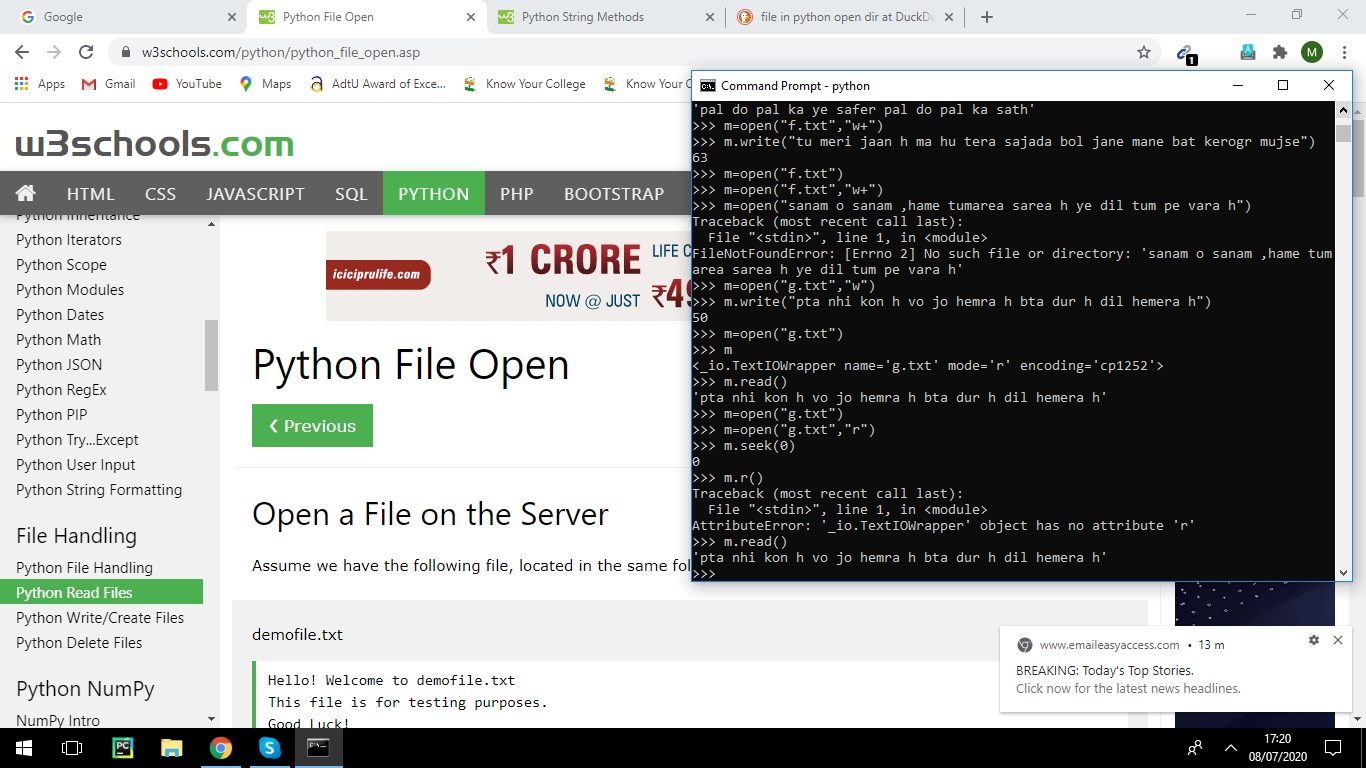 Google
Python File Open
Python String Methods
file in python open dir at DuckDu
w3schools.com/python/python_file_open.asp
1
M
Apps
Gmail
YouTube
Maps
AdtU Award of Exce...
Know Your College
Know Your C
w3schools.com
HTML
CSS
JAVASCRIPT
SQL
PYTHON
PHP
BOOTSTRAP
Python Inheritance
Python Iterators
Python Scope
Python Modules
Python Dates
Python Math
Python JSON
Python RegEx
Python PIP
Python Try...Except
Python User Input
Python String Formatting
File Handling
Python File Handling
Python Read Files
Python Write/Create Files
Python Delete Files
Python NumPy
NumPy Intro
iciciprulife.com
₹1 CRORE
LIFE C
NOW @ JUST ₹49
Python File Open
❮ Previous
Open a File on the Server
Assume we have the following file, located in the same fol
demofile.txt
Hello! Welcome to demofile.txt
This file is for testing purposes.
Good Luck!
Command Prompt - python
'pal do pal ka ye safer pal do pal ka sath'
>>> m=open("f.txt","w+")
>>> m.write("tu meri jaan h ma hu tera sajada bol jane mane bat kerogr mujse")
63
>>> m=open("f.txt")
>>> m=open("f.txt","w+")
>>> m=open("sanam o sanam ,hame tumarea sarea h ye dil tum pe vara h")
Traceback (most recent call last):
  File "<stdin>", line 1, in <module>
FileNotFoundError: [Errno 2] No such file or directory: 'sanam o sanam ,hame tum
area sarea h ye dil tum pe vara h'
>>> m=open("g.txt","w")
>>> m.write("pta nhi kon h vo jo hemra h bta dur h dil hemera h")
50
>>> m=open("g.txt")
>>> m
<_io.TextIOWrapper name='g.txt' mode='r' encoding='cp1252'>
>>> m.read()
'pta nhi kon h vo jo hemra h bta dur h dil hemera h'
>>> m=open("g.txt")
>>> m=open("g.txt","r")
>>> m.seek(0)
0
>>> m.r()
Traceback (most recent call last):
  File "<stdin>", line 1, in <module>
AttributeError: '_io.TextIOWrapper' object has no attribute 'r'
>>> m.read()
'pta nhi kon h vo jo hemra h bta dur h dil hemera h'
>>>
www.emaileasyaccess.com • 13 m
BREAKING: Today's Top Stories.
Click now for the latest news headlines.
17:20
08/07/2020